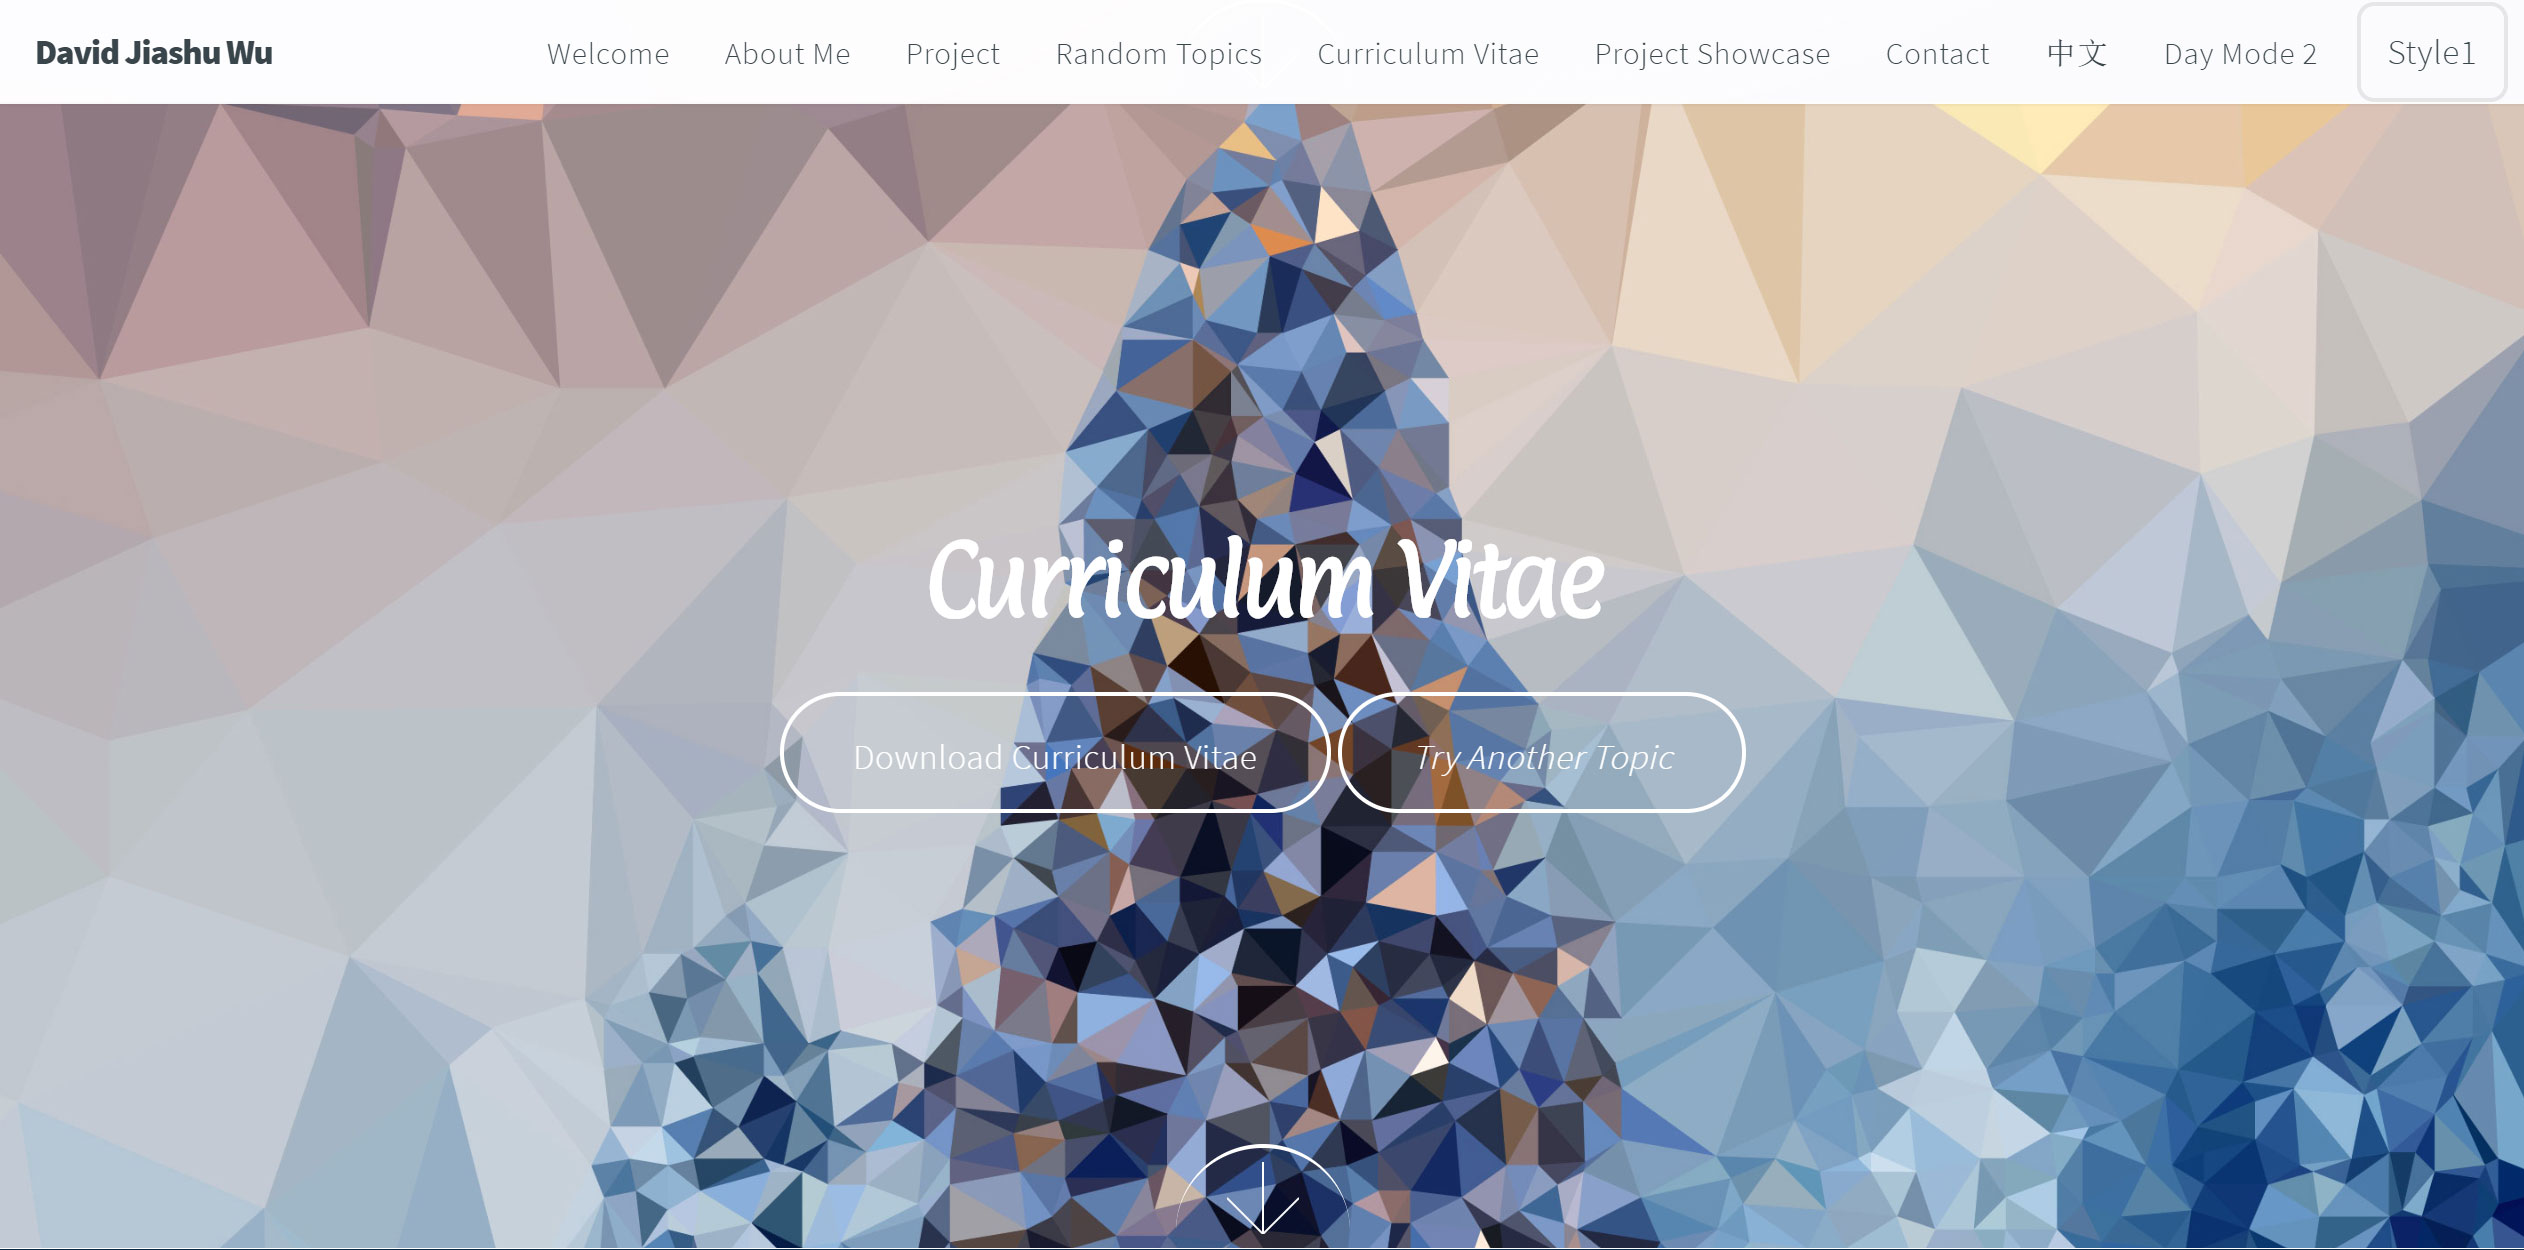 David Jiashu Wu Welcome About Me Project Random Topics Curriculum Vitae Project Showcase Contact 中文 Day Mode 2 Style1
Curriculum Vitae
Download Curriculum Vitae Try Another Topic